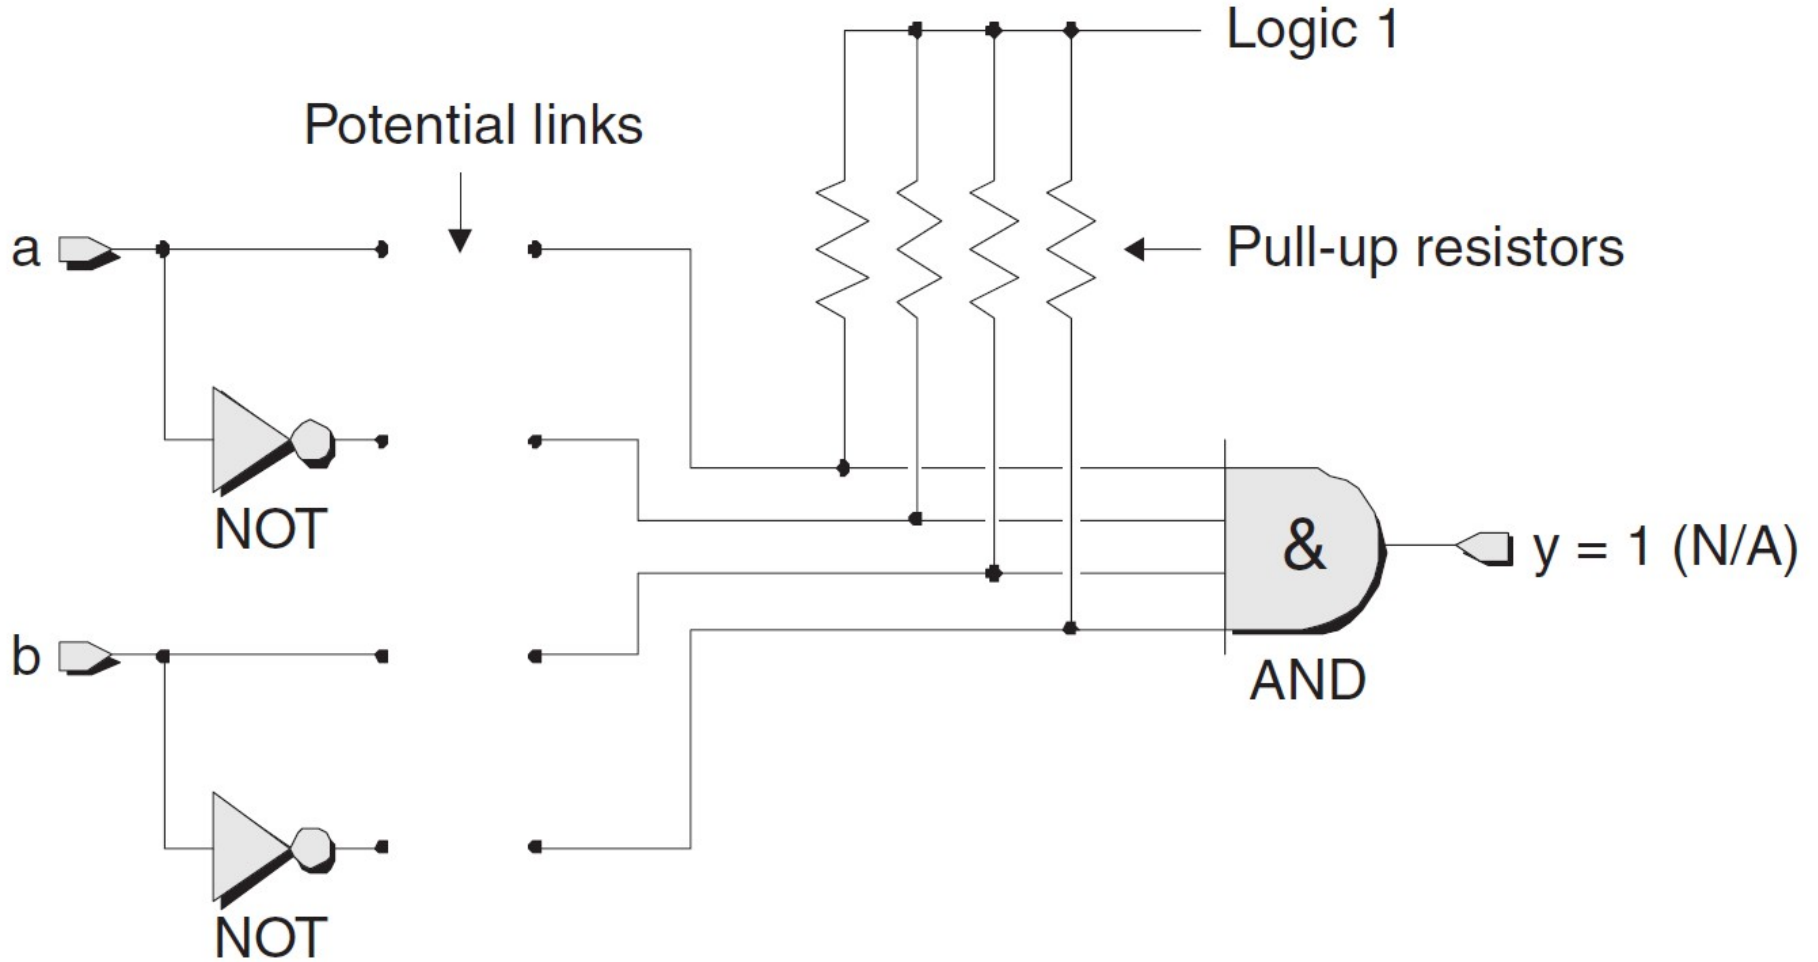 Logic 1
Potential links
a
Pull-up resistors
NOT
&
y = 1 (N/A)
b
AND
NOT